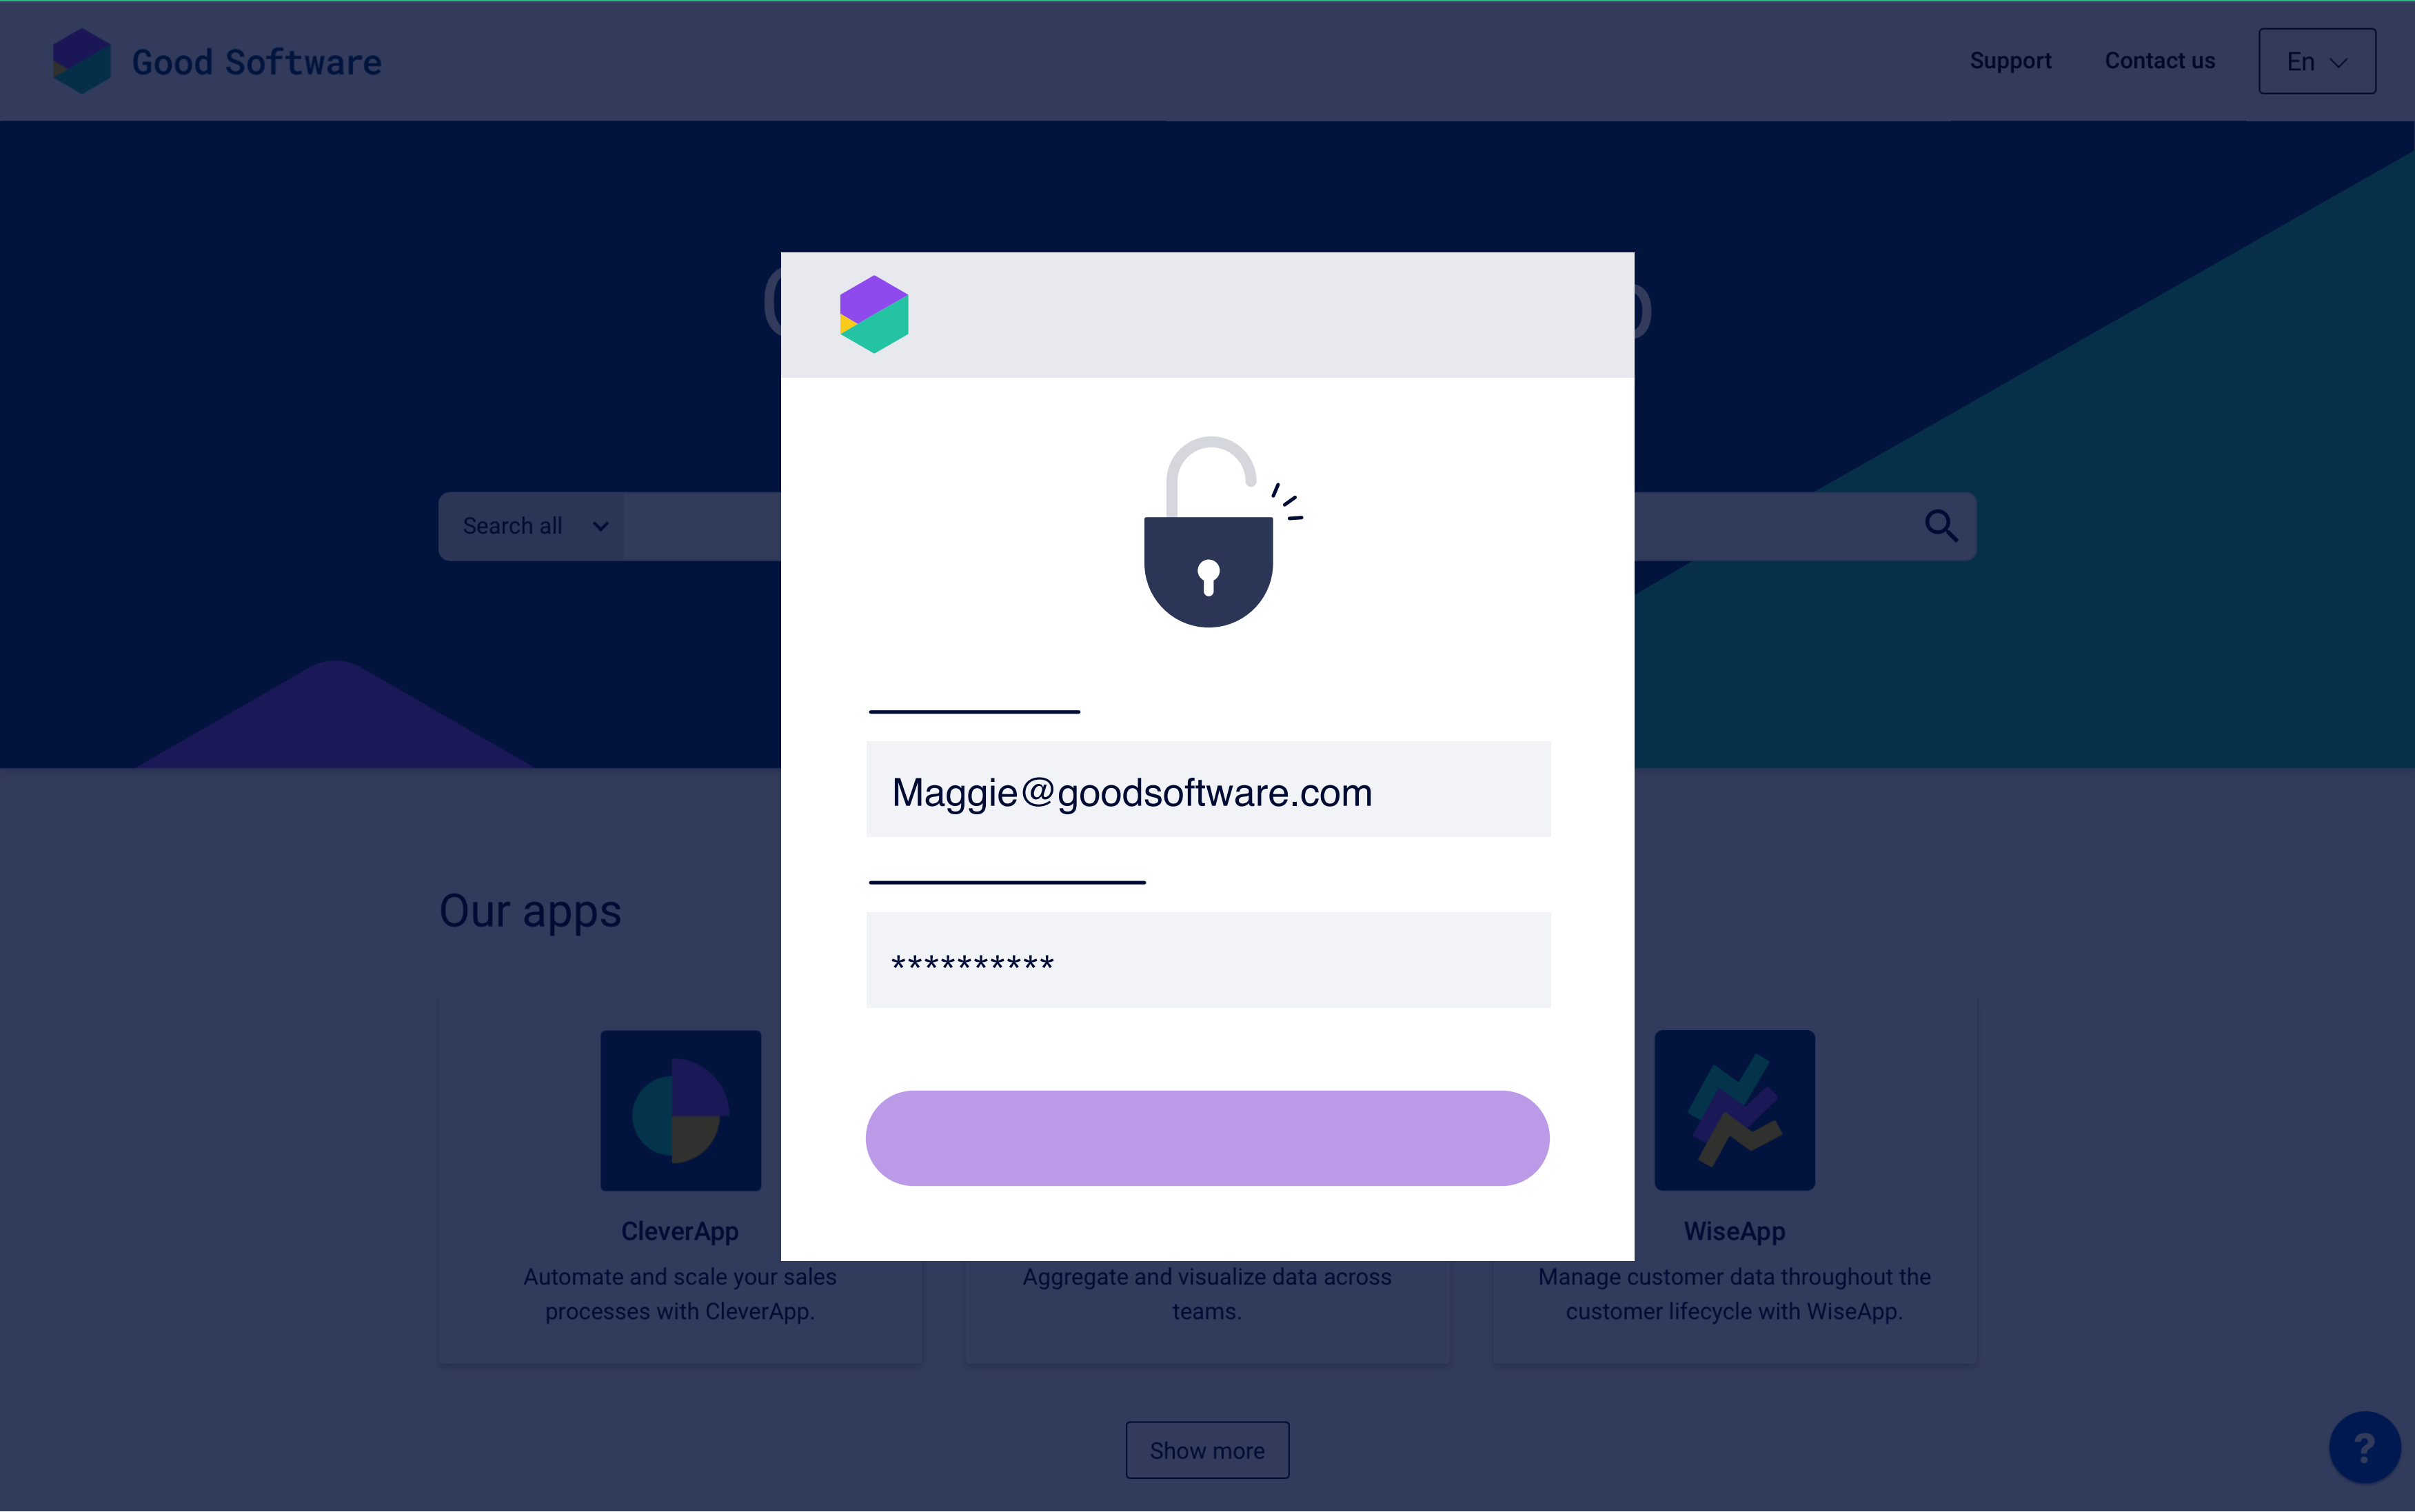 Good Software
Support
Contact us
En
Search all
Maggie@goodsoftware.com
**********
Our apps
CleverApp
Automate and scale your sales
processes with CleverApp.
Aggregate and visualize data across
teams.
WiseApp
Manage customer data throughout the
customer lifecycle with WiseApp.
Show more
?